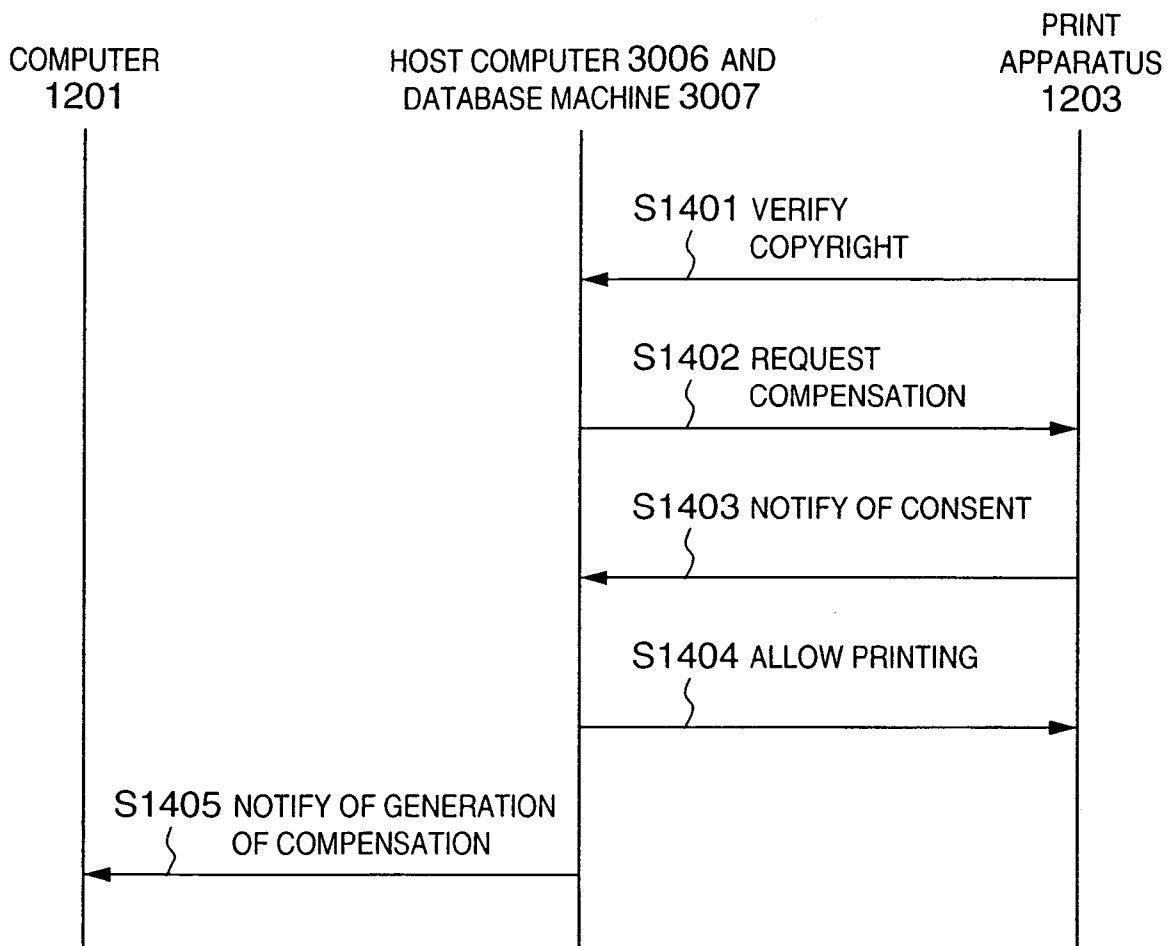 COMPUTER
1201
HOST COMPUTER 3006 AND
DATABASE MACHINE 3007
PRINT
APPARATUS
1203
S1401 VERIFY
COPYRIGHT
S1402 REQUEST
COMPENSATION
S1403 NOTIFY OF CONSENT
S1404 ALLOW PRINTING
S1405 NOTIFY OF GENERATION
OF COMPENSATION